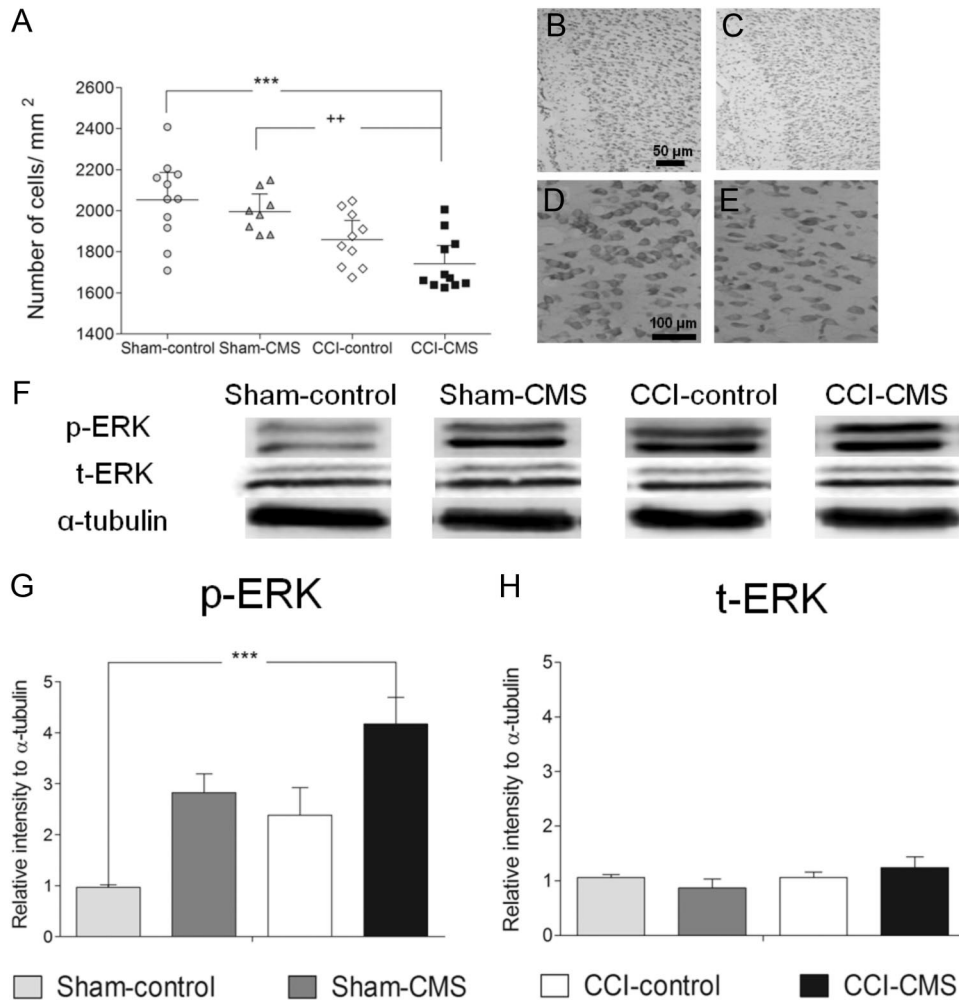 A
Number of cells/ mm 2
2600
2400
2200
2000
1800
1600
1400
***
++
Sham-control Sham-CMS CCI-control CCI-CMS
B
50 µm
C
D
100 µm
E
F
Sham-control Sham-CMS CCI-control CCI-CMS
p-ERK
t-ERK
α-tubulin
G
p-ERK
Relative intensity to α-tubulin
5
4
3
2
1
0
***
H
t-ERK
Relative intensity to α-tubulin
5
4
3
2
1
0
Sham-control Sham-CMS CCI-control CCI-CMS